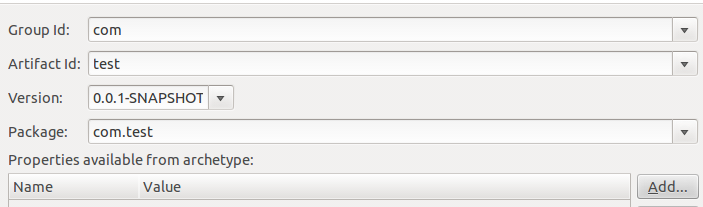 Group Id: com
Artifact Id: test
Version: 0.0.1-SNAPSHOT
Package: com.test
Properties available from archetype:
Name Value Add...